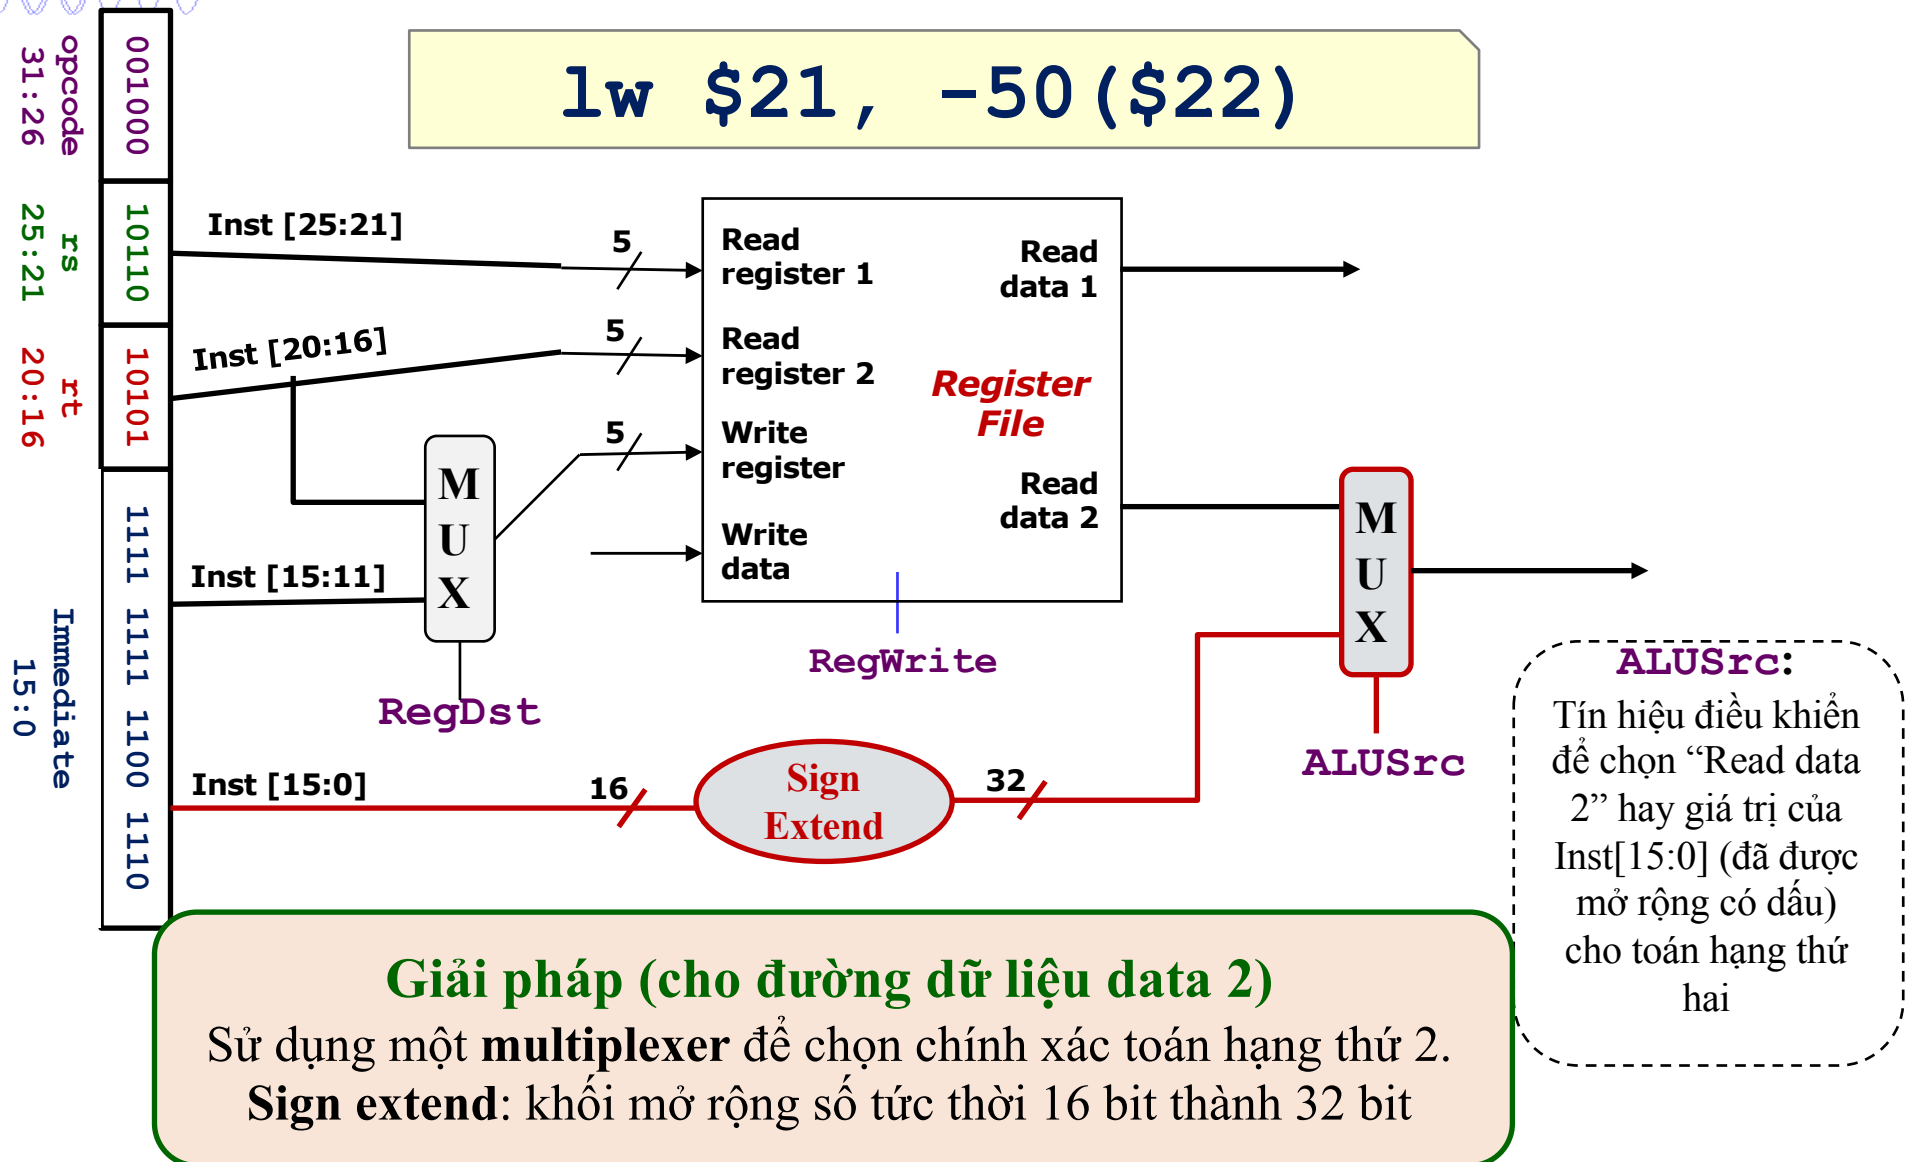 lw $21, -50($22)
opcode
31:26
001000
rs
25:21
10110
rt
20:16
10101
Immediate
15:0
1111 1111 1100 1110
Inst [25:21]
5
Inst [20:16]
5
5
Inst [15:11]
M
U
X
RegDst
Read
register 1
Read
register 2
Write
register
Write
data
Read
data 1
Register
File
Read
data 2
RegWrite
M
U
X
ALUSrc
Inst [15:0]
16
Sign
Extend
32
ALUSrc:
Tín hiệu điều khiển
để chọn “Read data
2” hay giá trị của
Inst[15:0] (đã được
mở rộng có dấu)
cho toán hạng thứ
hai
Giải pháp (cho đường dữ liệu data 2)
Sử dụng một multiplexer để chọn chính xác toán hạng thứ 2.
Sign extend: khối mở rộng số tức thời 16 bit thành 32 bit